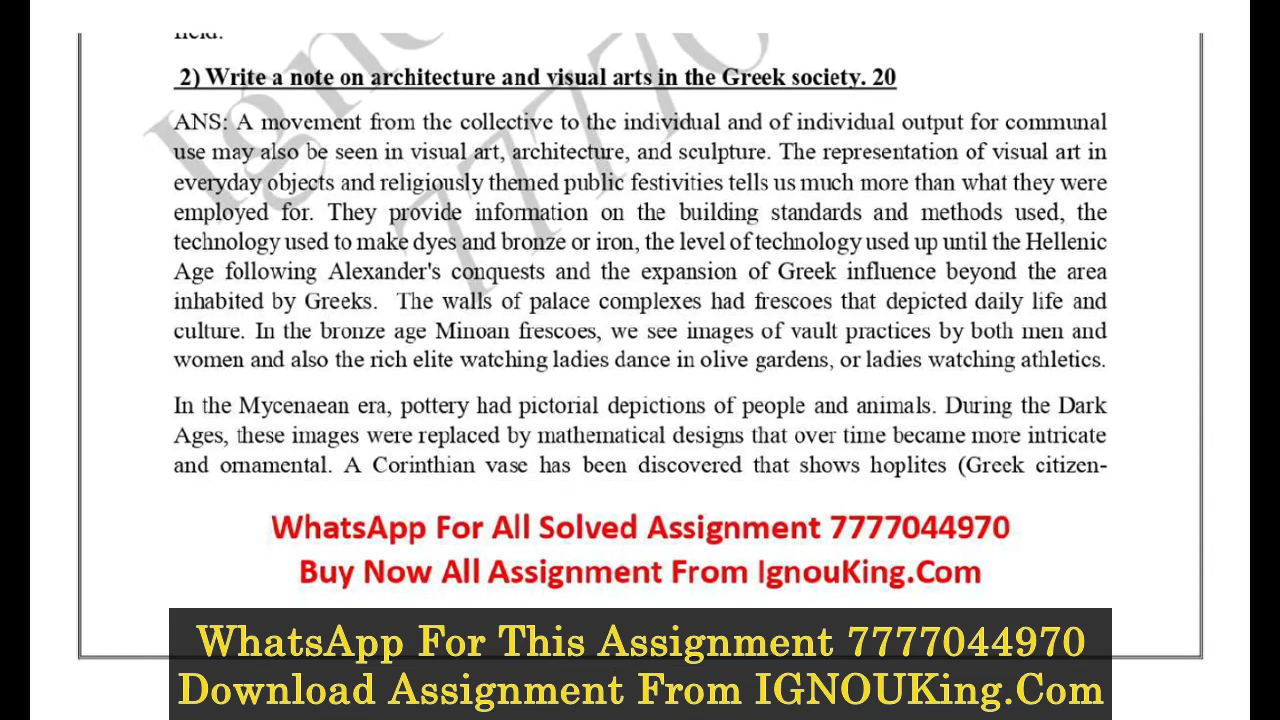 field.
2) Write a note on architecture and visual arts in the Greek society. 20
ANS: A movement from the collective to the individual and of individual output for communal
use may also be seen in visual art, architecture, and sculpture. The representation of visual art in
everyday objects and religiously themed public festivities tells us much more than what they were
employed for. They provide information on the building standards and methods used, the
technology used to make dyes and bronze or iron, the level of technology used up until the Hellenic
Age following Alexander's conquests and the expansion of Greek influence beyond the area
inhabited by Greeks. The walls of palace complexes had frescoes that depicted daily life and
culture. In the bronze age Minoan frescoes, we see images of vault practices by both men and
women and also the rich elite watching ladies dance in olive gardens, or ladies watching athletics.
In the Mycenaean era, pottery had pictorial depictions of people and animals. During the Dark
Ages, these images were replaced by mathematical designs that over time became more intricate
and ornamental. A Corinthian vase has been discovered that shows hoplites (Greek citizen-
WhatsApp For All Solved Assignment 7777044970
Buy Now All Assignment From IgnouKing.Com
WhatsApp For This Assignment 7777044970
Download Assignment From IGNOUKing.Com